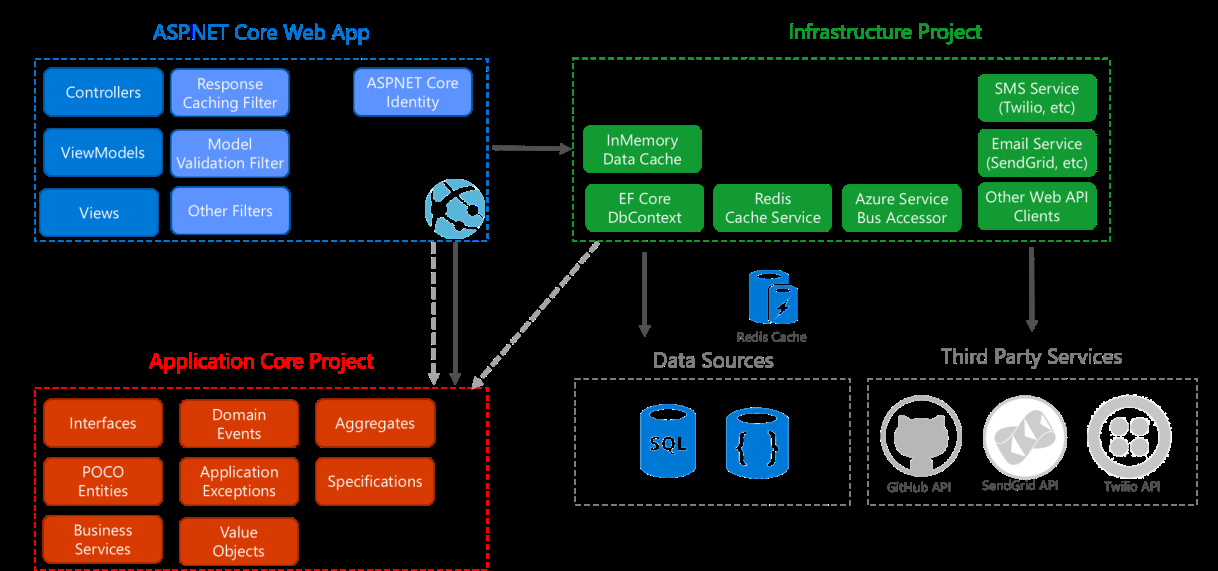 ASP.NET Core Web App
Controllers
Response
Caching Filter
ASP.NET Core
Identity
ViewModels
Model
Validation Filter
Views
Other Filters
Infrastructure Project
SMS Service
(Twilio, etc)
InMemory
Data Cache
Email Service
(SendGrid, etc)
EF Core
DbContext
Redis
Cache Service
Azure Service
Bus Accessor
Other Web API
Clients
Redis Cache
Application Core Project
Interfaces
Domain
Events
Aggregates
POCO
Entities
Application
Exceptions
Specifications
Business
Services
Value
Objects
Data Sources
SQL
{ }
Third Party Services
GitHub API
SendGrid API
Twilio API